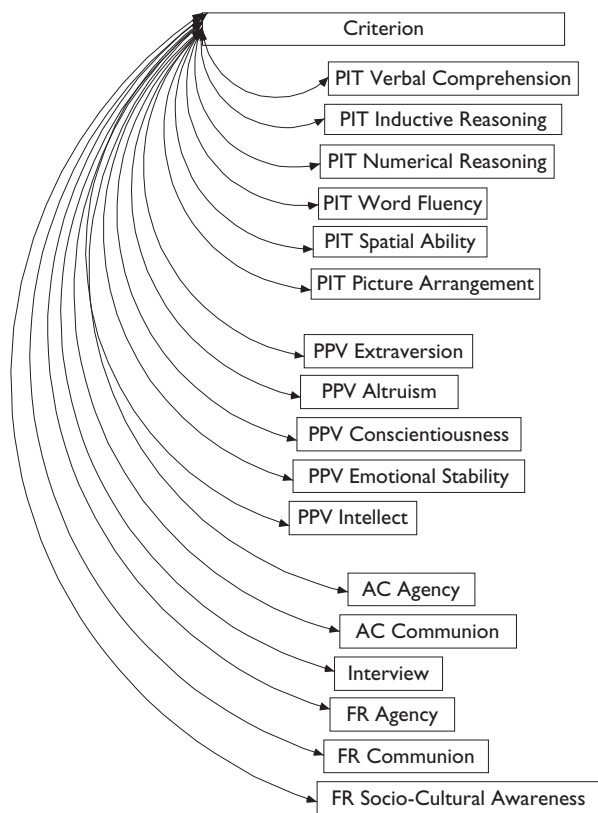 Criterion
PIT Verbal Comprehension
PIT Inductive Reasoning
PIT Numerical Reasoning
PIT Word Fluency
PIT Spatial Ability
PIT Picture Arrangement
PPV Extraversion
PPV Altruism
PPV Conscientiousness
PPV Emotional Stability
PPV Intellect
AC Agency
AC Communion
Interview
FR Agency
FR Communion
FR Socio-Cultural Awareness